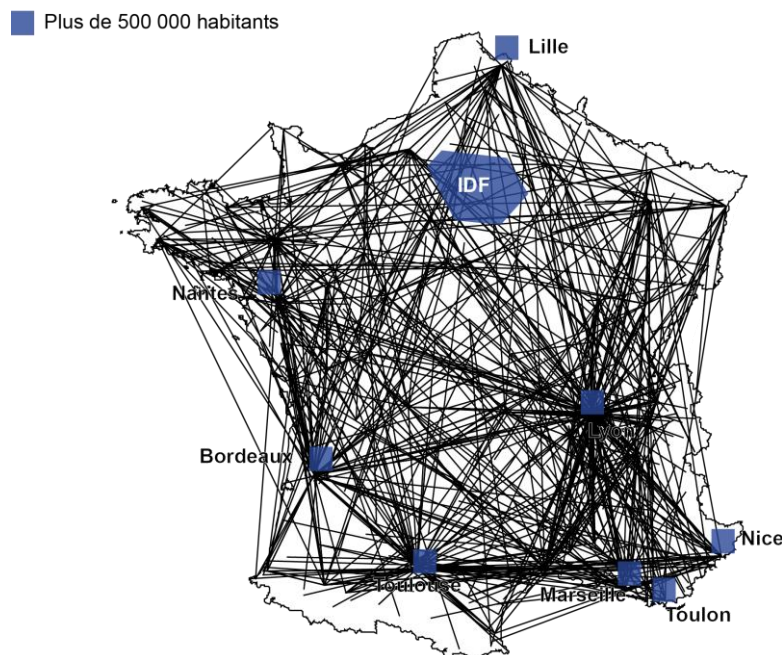 Plus de 500 000 habitants
Lille
IDF
Nantes
Lyon
Bordeaux
Nice
Toulouse
Marseille
Toulon